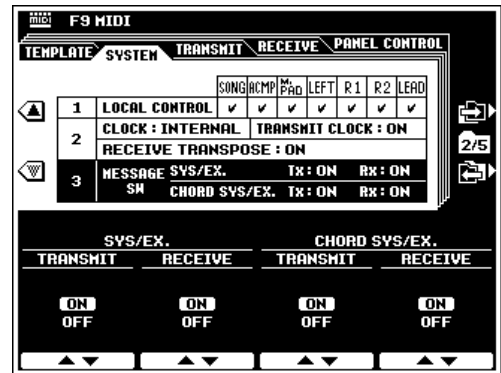 midi F9 MIDI
TEMPLATE SYSTEM TRANSMIT RECEIVE PANEL CONTROL
SONG ACMP M.PAD LEFT R1 R2 LEAD
1 LOCAL CONTROL ✔ ✔ ✔ ✔ ✔ ✔ ✔
2 CLOCK : INTERNAL TRANSMIT CLOCK : ON
RECEIVE TRANSPOSE : ON
2/5
3 MESSAGE SW SYS/EX. Tx : ON Rx : ON
CHORD SYS/EX. Tx : ON Rx : ON
SYS/EX. CHORD SYS/EX.
TRANSMIT RECEIVE TRANSMIT RECEIVE
ON ON ON ON
OFF OFF OFF OFF